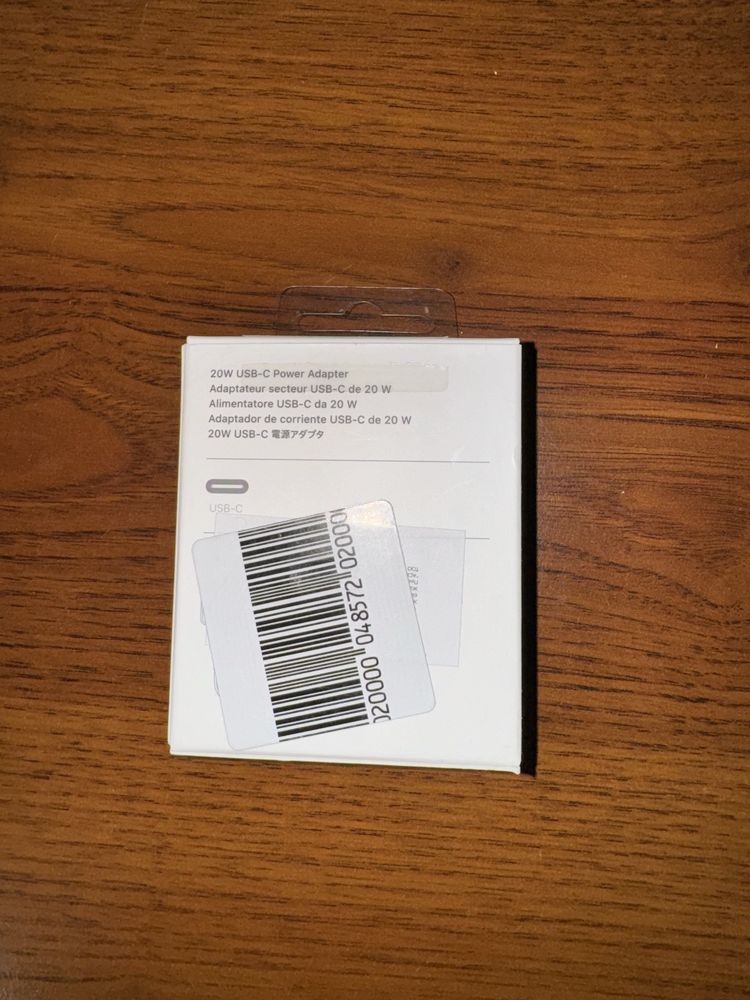 20W USB-C Power Adapter
Adaptateur secteur USB-C de 20 W
Alimentatore USB-C da 20 W
Adaptador de corriente USB-C de 20 W
20W USB-C 電源アダプタ
USB-C
020000 048572 02000